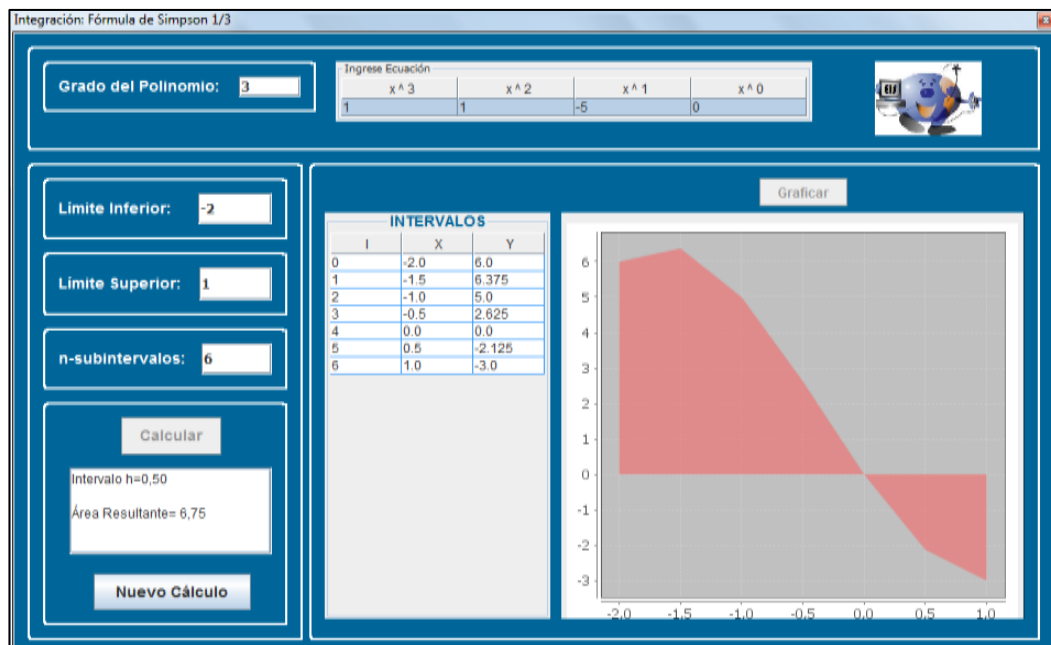 Integración: Fórmula de Simpson 1/3
Grado del Polinomio: 3
Ingrese Ecuación
x ^ 3 x ^ 2 x ^ 1 x ^ 0
1 1 -5 0
EIS
Límite Inferior: -2
Límite Superior: 1
n-subintervalos: 6
Calcular
Intervalo h=0,50
Área Resultante= 6,75
Nuevo Cálculo
Graficar
INTERVALOS
I X Y
0 -2.0 6.0
1 -1.5 6.375
2 -1.0 5.0
3 -0.5 2.625
4 0.0 0.0
5 0.5 -2.125
6 1.0 -3.0
6
5
4
3
2
1
0
-1
-2
-3
-2,0 -1,5 -1,0 -0,5 0,0 0,5 1,0